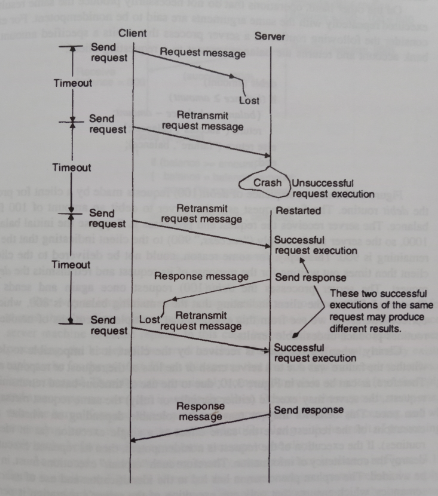 Client
Server
Send
request
Request message
Lost
Timeout
Send
request
Retransmit
request message
Timeout
Crash
Unsuccessful
request execution
Restarted
Send
request
Retransmit
request message
Successful
request execution
Timeout
Response message
Send response
These two successful
executions of the same
request may produce
different results.
Lost
Retransmit
request message
Send
request
Successful
request execution
Response
message
Send response